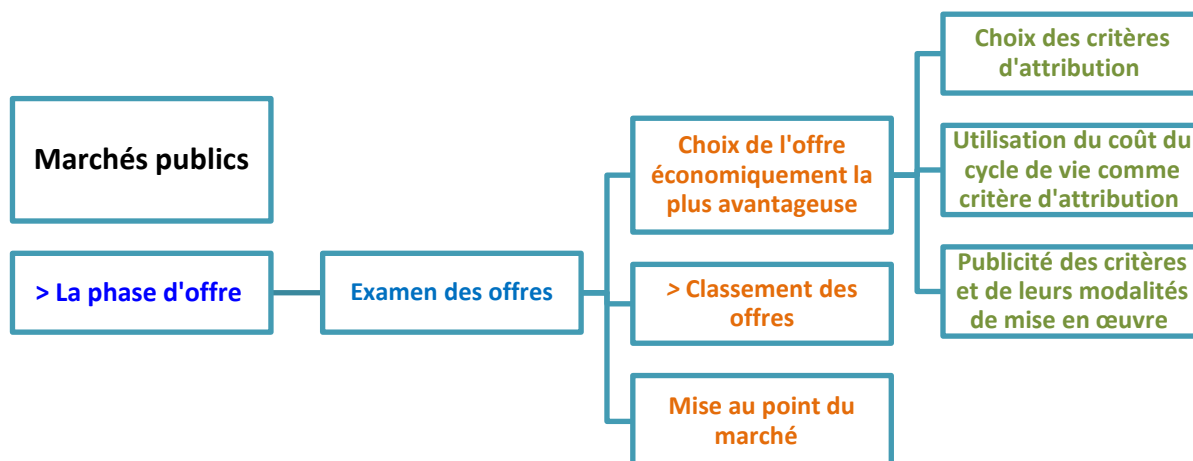 Marchés publics
> La phase d'offre
Examen des offres
Choix de l'offre
économiquement la
plus avantageuse
> Classement des
offres
Mise au point du
marché
Choix des critères
d'attribution
Utilisation du coût du
cycle de vie comme
critère d'attribution
Publicité des critères
et de leurs modalités
de mise en œuvre